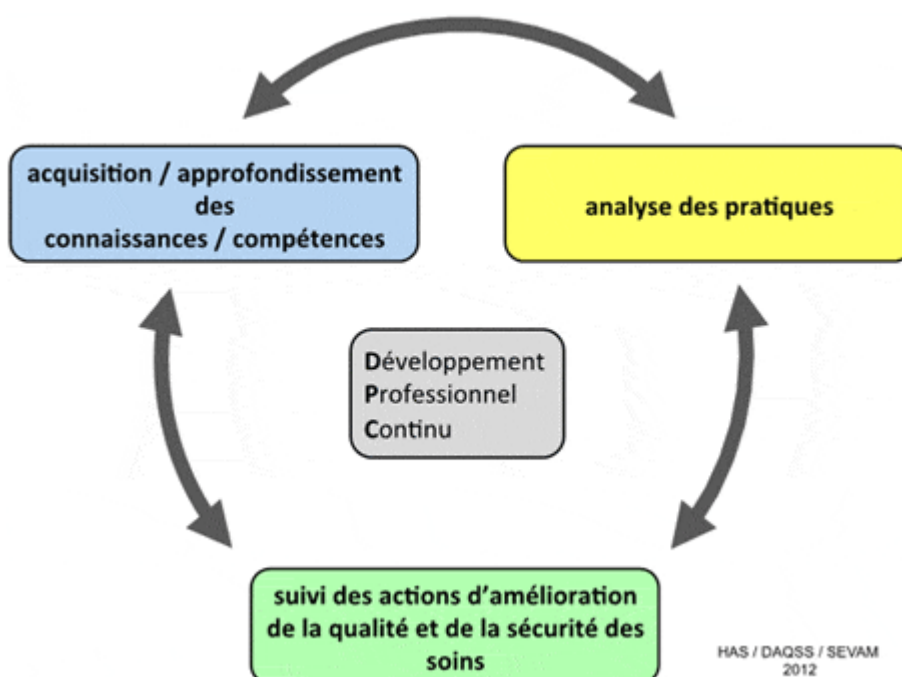 acquisition / approfondissement
des
connaissances / compétences
analyse des pratiques
Développement
Professionnel
Continu
suivi des actions d'amélioration
de la qualité et de la sécurité des
soins
HAS / DAQSS / SEVAM
2012